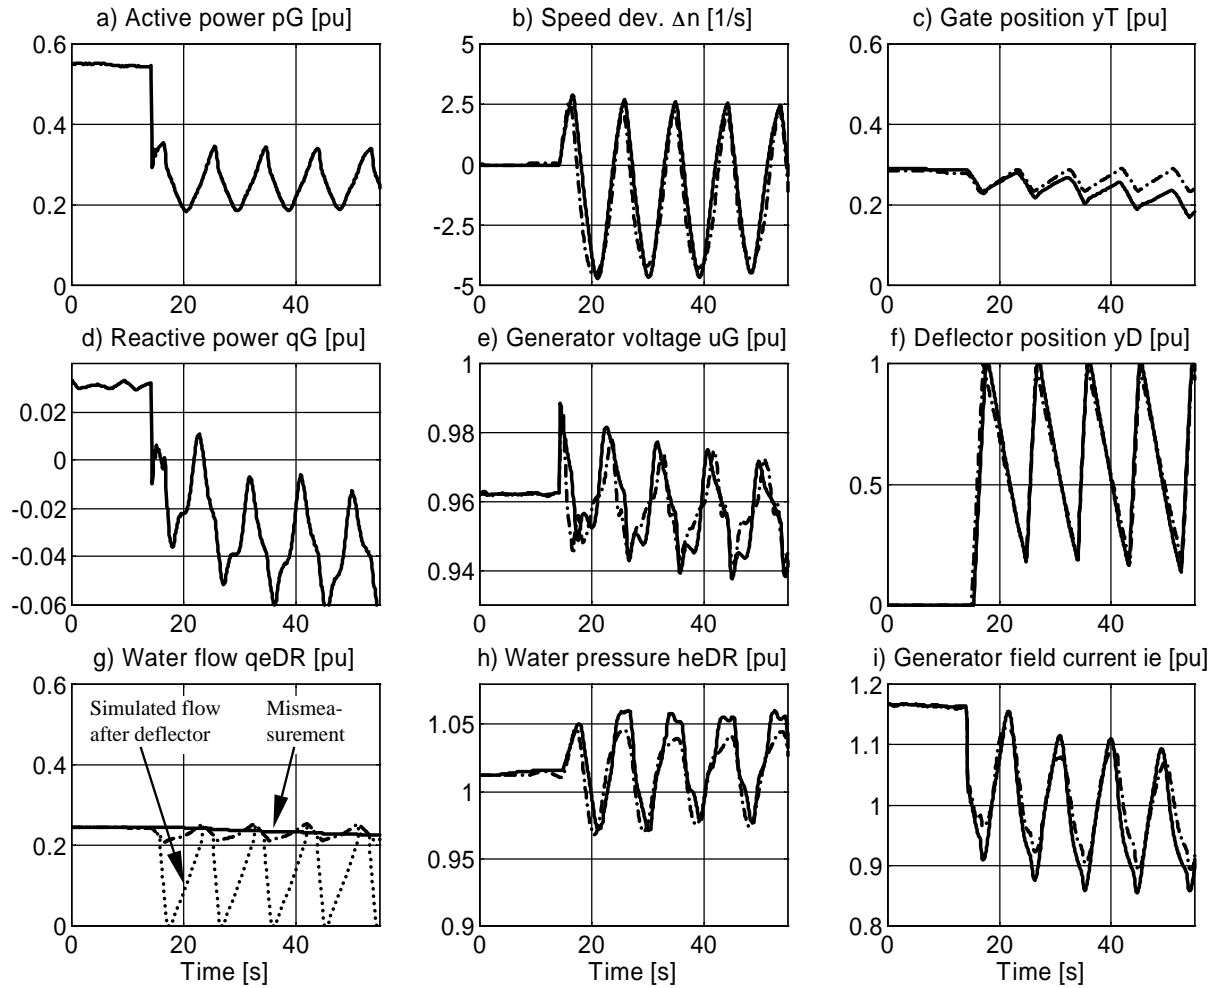 a) Active power pG [pu]
b) Speed dev. Δn [1/s]
c) Gate position yT [pu]
0.6
0.4
0.2
0
0 20 40
5
2.5
0
-2.5
-5
0 20 40
0.6
0.4
0.2
0
0 20 40
d) Reactive power qG [pu]
e) Generator voltage uG [pu]
f) Deflector position yD [pu]
0.02
0
-0.02
-0.04
-0.06
0 20 40
0.98
0.96
0.94
0 20 40
1
0.5
0
0 20 40
g) Water flow qeDR [pu]
h) Water pressure heDR [pu]
i) Generator field current ie [pu]
0.6
Simulated flow
after deflector
Mismea-
surement
0.4
0.2
0
0 20 40
Time [s]
1.05
1
0.95
0.9
0 20 40
Time [s]
1.2
1.1
1
0.9
0.8
0 20 40
Time [s]